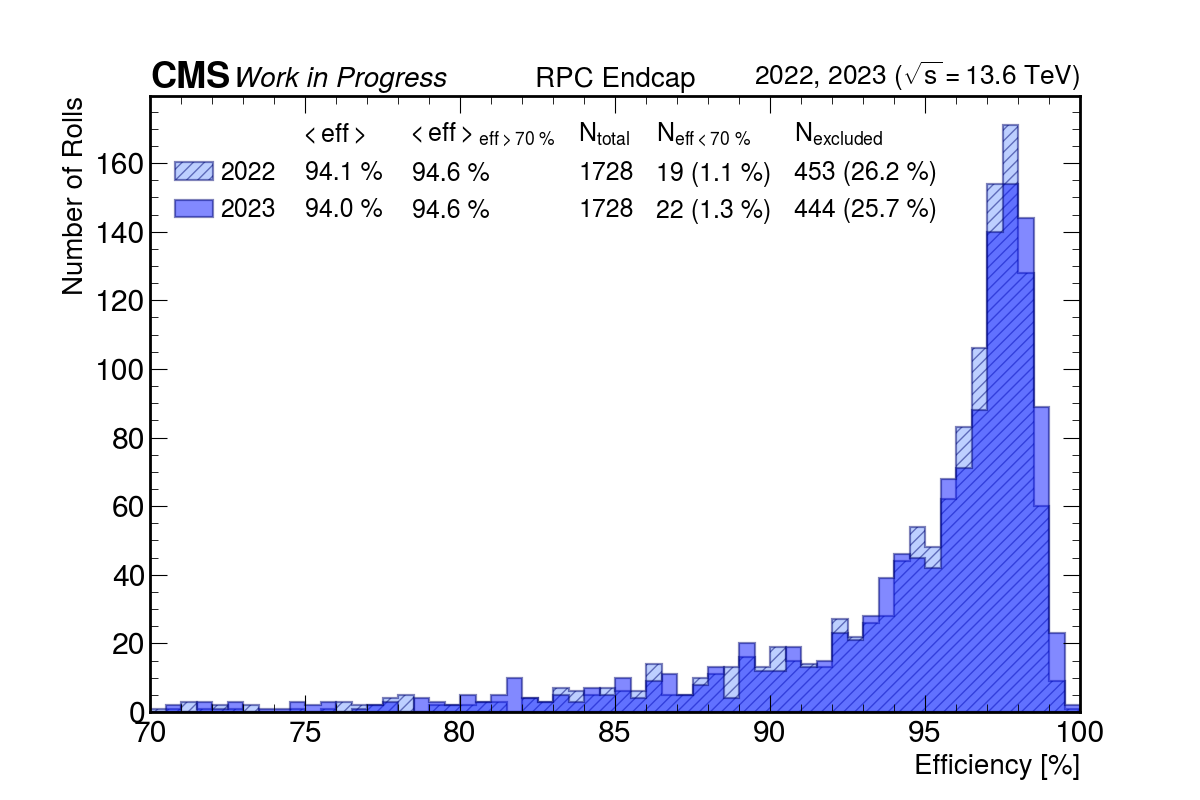 CMS Work in Progress RPC Endcap 2022, 2023 (√s = 13.6 TeV)
Number of Rolls
< eff > < eff > eff > 70 % Ntotal Neff < 70 % Nexcluded
2022 94.1 % 94.6 % 1728 19 (1.1 %) 453 (26.2 %)
2023 94.0 % 94.6 % 1728 22 (1.3 %) 444 (25.7 %)
160
140
120
100
80
60
40
20
0
70 75 80 85 90 95 100
Efficiency [%]